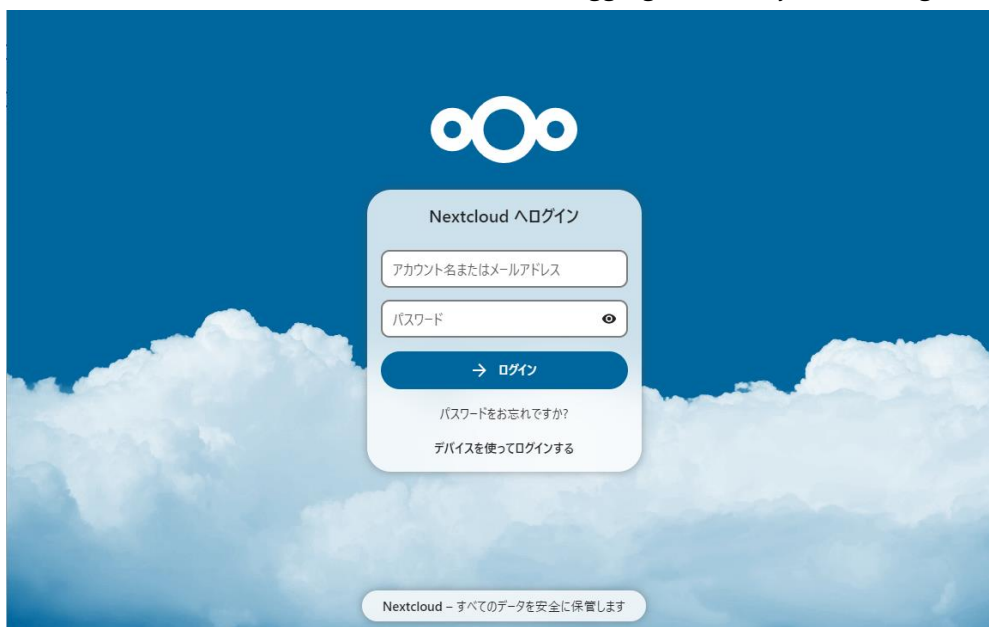 Nextcloud へログイン
アカウント名またはメールアドレス
パスワード
→ ログイン
パスワードをお忘れですか?
デバイスを使ってログインする
Nextcloud – すべてのデータを安全に保管します